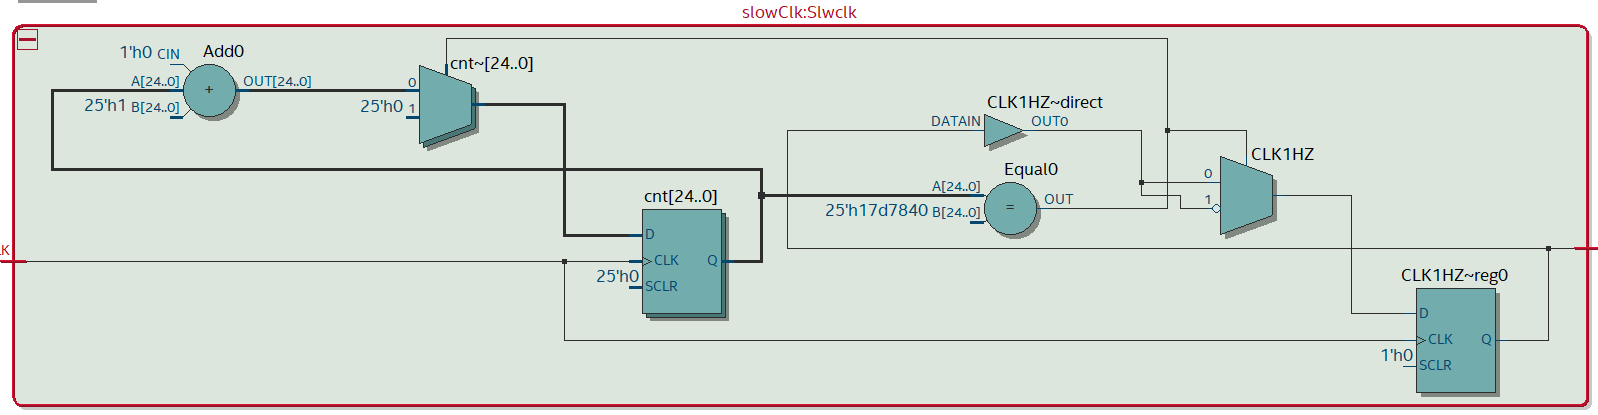 slowClk:Slwclk
Add0
1'h0 CIN
cnt~[24..0]
A[24..0] + OUT[24..0]
0
25'h1 B[24..0]
25'h0 1
CLK1HZ~direct
DATAIN OUT0
CLK1HZ
Equal0
0
A[24..0]
cnt[24..0]
= OUT
1
25'h17d7840 B[24..0]
D
K
CLK Q
25'h0
SCLR
CLK1HZ~reg0
D
CLK Q
1'h0
SCLR